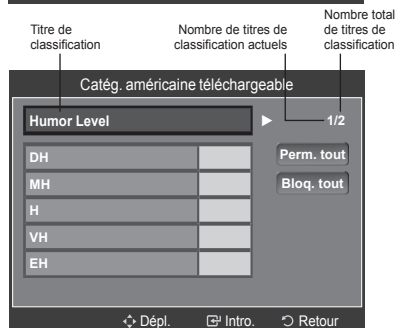 Titre de
classification
Nombre de titres de
classification actuels
Nombre total
de titres de
classification
Catég. américaine téléchargeable
Humor Level
► 1/2
DH
MH
H
VH
EH
Perm. tout
Bloq. tout
Dépl. Intro. Retour